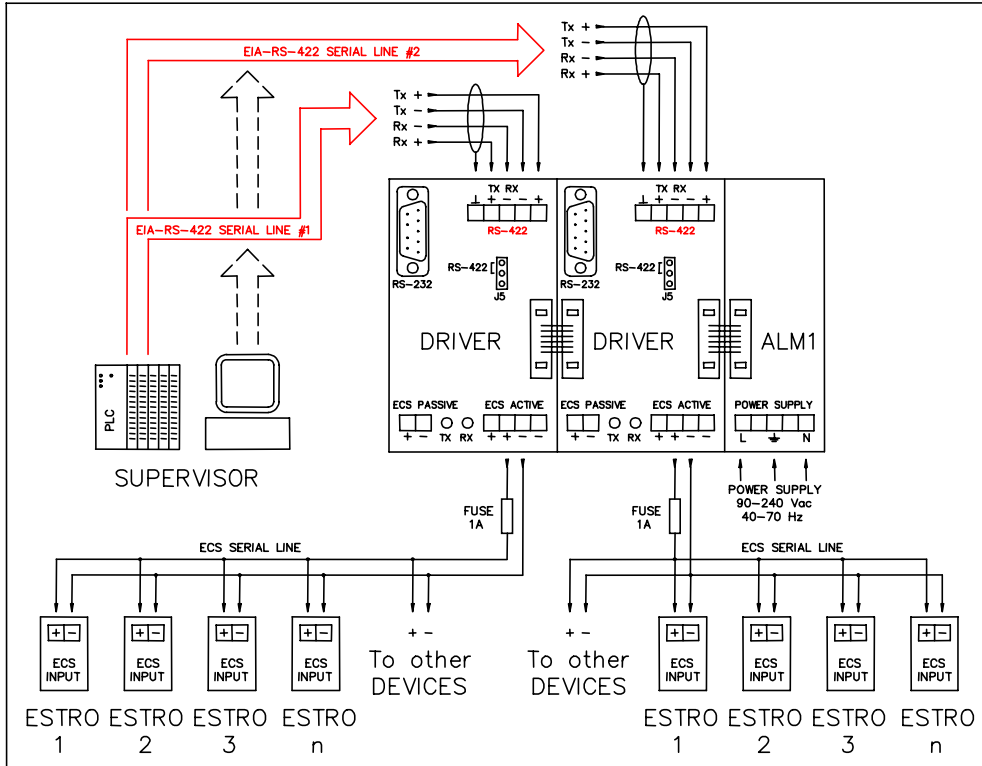 EIA-RS-422 SERIAL LINE #2
Tx +
Tx -
Rx -
Rx +
Tx +
Tx -
Rx -
Rx +
EIA-RS-422 SERIAL LINE #1
TX RX
⊥ + - - +
RS-422
RS-232
RS-422
J5
DRIVER
ECS PASSIVE
+ -
TX RX
ECS ACTIVE
+ + - -
TX RX
⊥ + - - +
RS-422
RS-232
RS-422
J5
DRIVER
ECS PASSIVE
+ -
TX RX
ECS ACTIVE
+ + - -
ALM1
POWER SUPPLY
L ⏚ N
POWER SUPPLY
90-240 Vac
40-70 Hz
PLC
SUPERVISOR
FUSE
1A
FUSE
1A
ECS SERIAL LINE
ECS SERIAL LINE
+ -
ECS
INPUT
ESTRO
1
+ -
ECS
INPUT
ESTRO
2
+ -
ECS
INPUT
ESTRO
3
+ -
ECS
INPUT
ESTRO
n
+ -
To other
DEVICES
+ -
To other
DEVICES
+ -
ECS
INPUT
ESTRO
1
+ -
ECS
INPUT
ESTRO
2
+ -
ECS
INPUT
ESTRO
3
+ -
ECS
INPUT
ESTRO
n